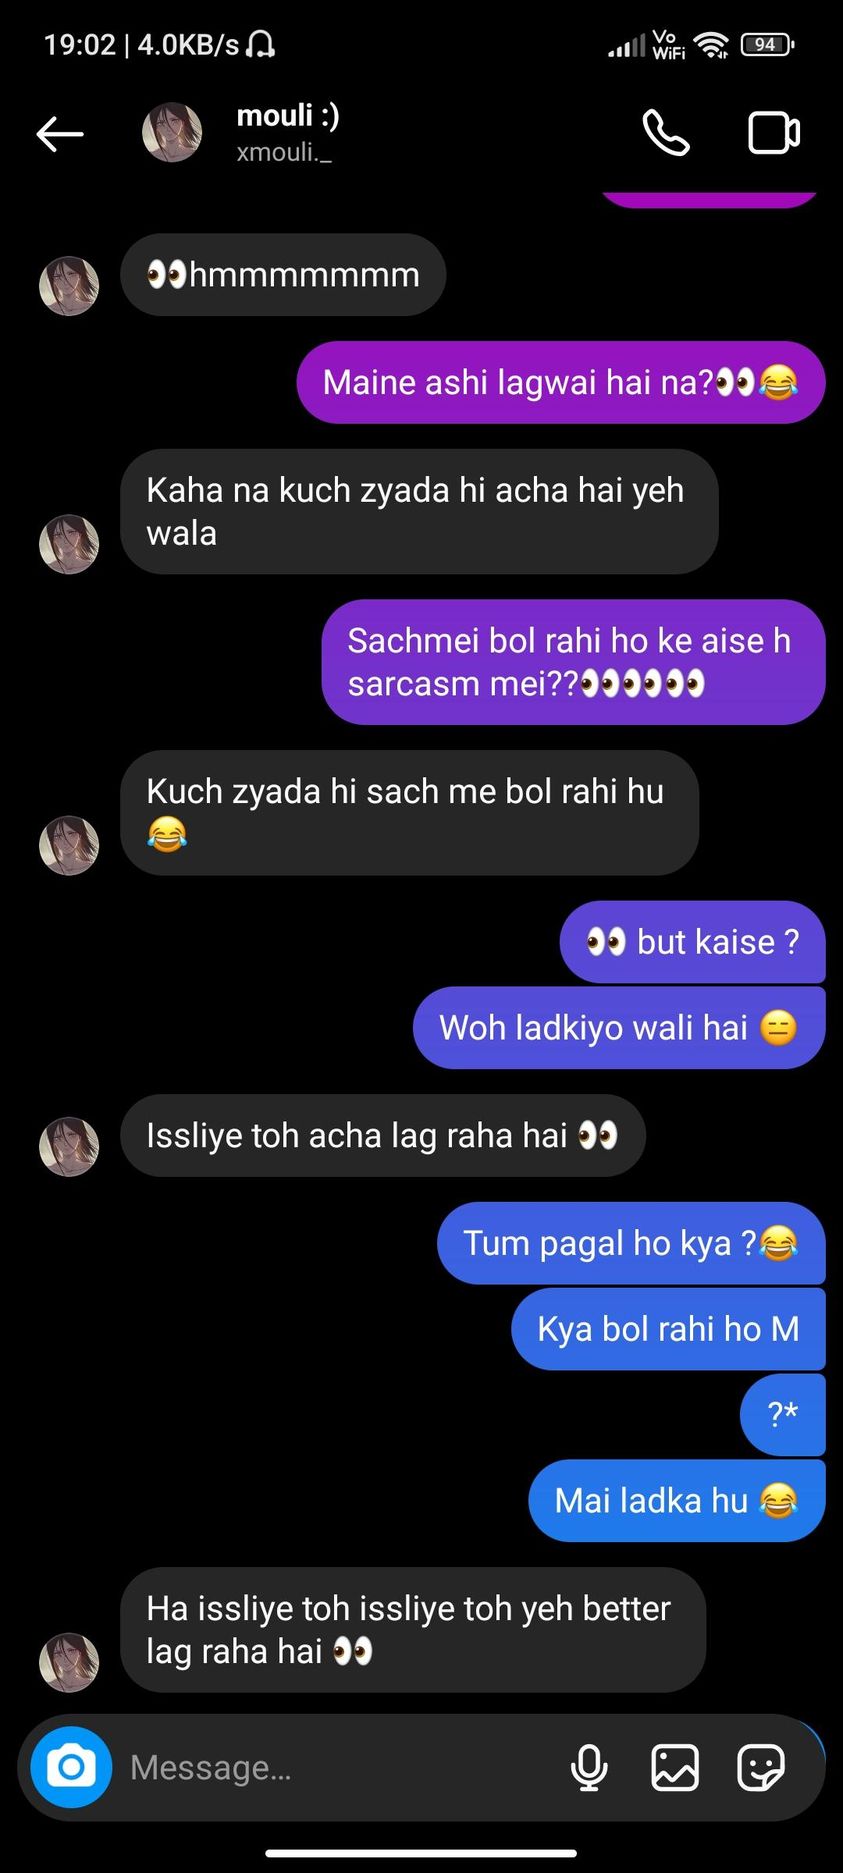 19:02 | 4.0KB/s
Vo
WiFi
94
mouli :)
xmouli._
👀hmmmmmmm
Maine ashi lagwai hai na?👀😂
Kaha na kuch zyada hi acha hai yeh
wala
Sachmei bol rahi ho ke aise h
sarcasm mei??👀👀👀
Kuch zyada hi sach me bol rahi hu
😂
👀 but kaise ?
Woh ladkiyo wali hai 😑
Issliye toh acha lag raha hai 👀
Tum pagal ho kya ?😂
Kya bol rahi ho M
?*
Mai ladka hu 😂
Ha issliye toh issliye toh yeh better
lag raha hai 👀
Message...